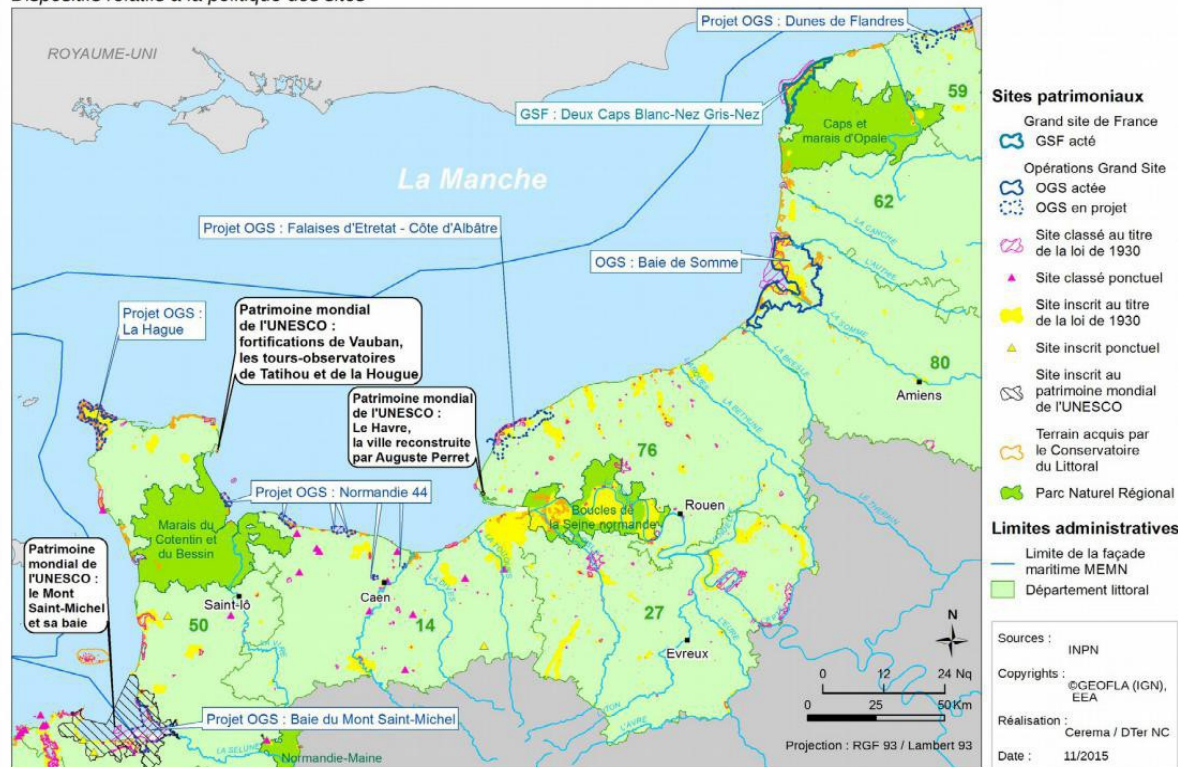 Dispositifs relatifs à la politique des sites
ROYAUME-UNI
Projet OGS : Dunes de Flandres
59
GSF : Deux Caps Blanc-Nez Gris-Nez
Caps et
marais d'Opale
La Manche
62
LA CANCHE
Projet OGS : Falaises d'Etretat - Côte d'Albâtre
L'AUTHIE
OGS : Baie de Somme
Projet OGS :
La Hague
Patrimoine mondial
de l'UNESCO :
fortifications de Vauban,
les tours-observatoires
de Tatihou et de la Hougue
LA SOMME
80
LA BRESLE
Amiens
Patrimoine mondial
de l'UNESCO :
Le Havre,
la ville reconstruite
par Auguste Perret
LA BETHUNE
76
Projet OGS : Normandie 44
LE THERAIN
Boucles de
la Seine normande
Rouen
Marais du
Cotentin et
du Bessin
Patrimoine
mondial de
l'UNESCO :
le Mont
Saint-Michel
et sa baie
Saint-lô
Caen
50
14
27
L'EURE
Evreux
L'AVRE
Projet OGS : Baie du Mont Saint-Michel
LA SELUNE
Normandie-Maine
N
0 12 24 Nq
0 25 50 Km
Projection : RGF 93 / Lambert 93
Sites patrimoniaux
Grand site de France
GSF acté
Opérations Grand Site
OGS actée
OGS en projet
Site classé au titre
de la loi de 1930
Site classé ponctuel
Site inscrit au titre
de la loi de 1930
Site inscrit ponctuel
Site inscrit au
patrimoine mondial
de l'UNESCO
Terrain acquis par
le Conservatoire
du Littoral
Parc Naturel Régional
Limites administratives
Limite de la façade
maritime MEMN
Département littoral
Sources :
INPN
Copyrights :
©GEOFLA (IGN),
EEA
Réalisation :
Cerema / DTer NC
Date : 11/2015